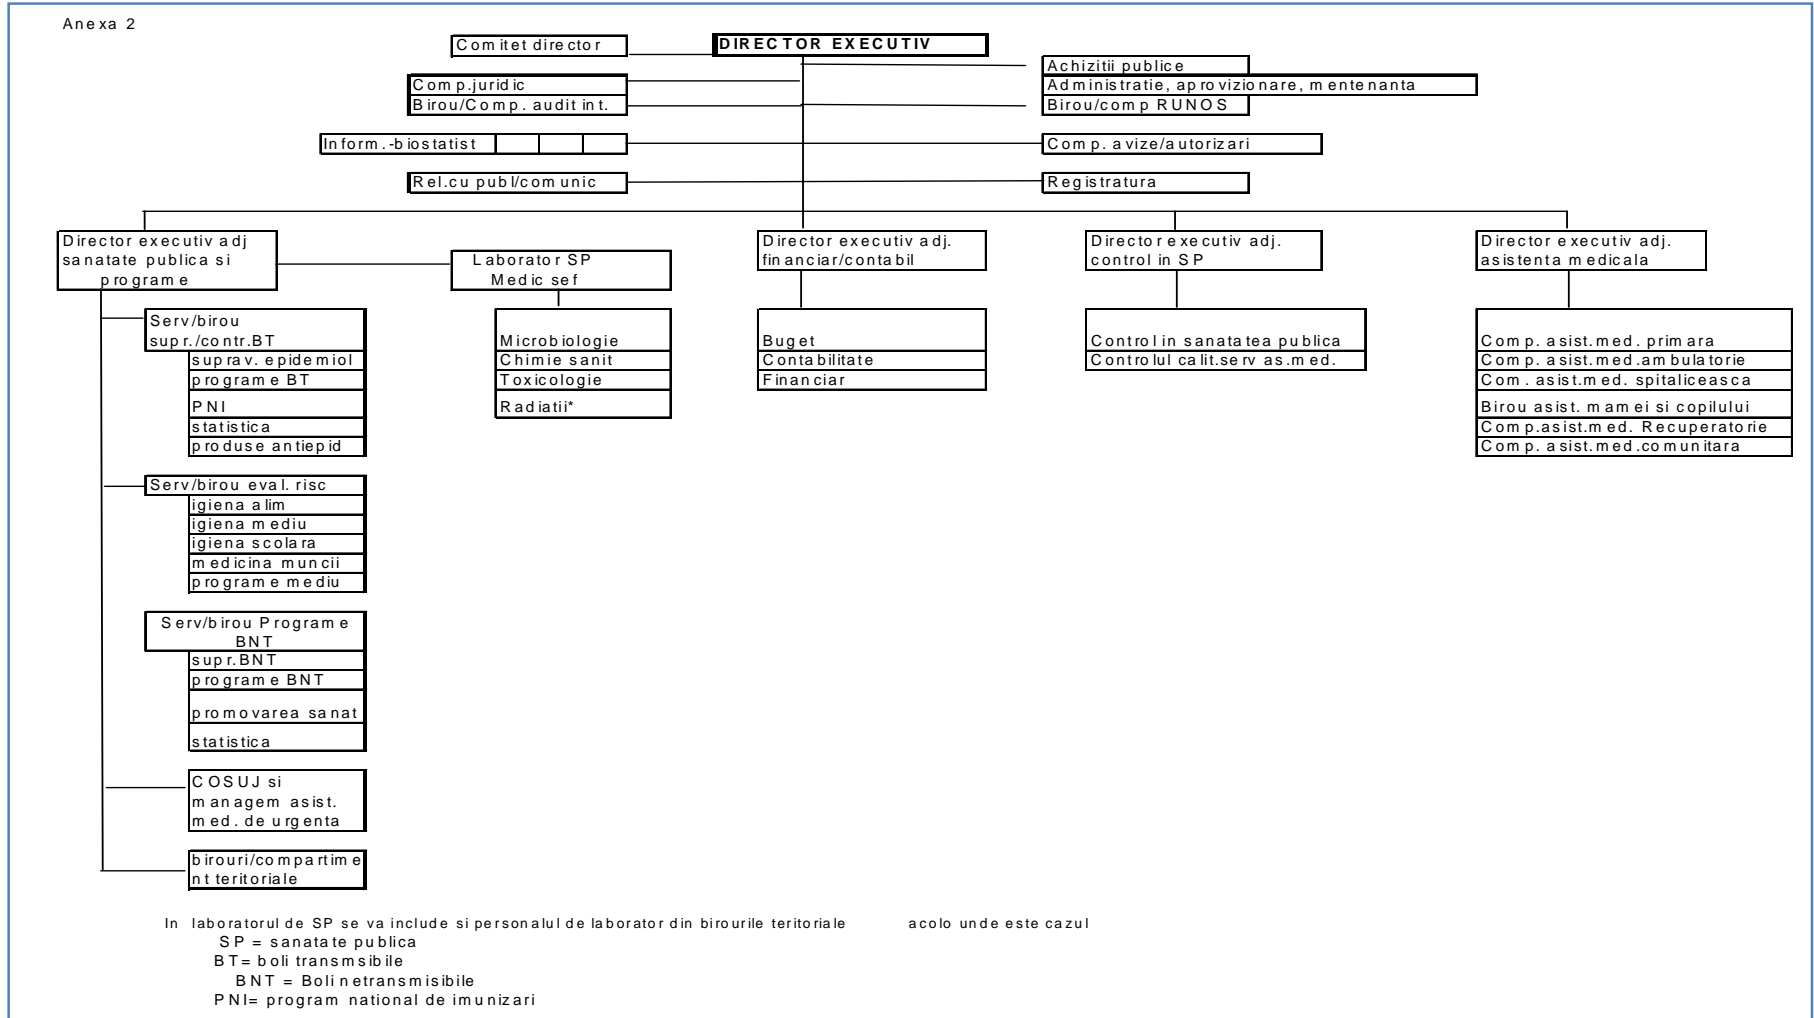 Anexa 2
Comitet director
DIRECTOR EXECUTIV
Achizitii publice
Comp.juridic
Administratie, aprovizionare, mentenanta
Birou/Comp. audit int.
Birou/comp RUNOS
Inform.-biostatist
Comp. avize/autorizari
Rel.cu publ/comunic
Registratura
Director executiv adj
sanatate publica si
programe
Laborator SP
Medic sef
Director executiv adj.
financiar/contabil
Director executiv adj.
control in SP
Director executiv adj.
asistenta medicala
Serv/birou
supr./contr.BT
suprav. epidemiol
programe BT
PNI
statistica
produse antiepid
Microbiologie
Chimie sanit
Toxicologie
Radiatii*
Buget
Contabilitate
Financiar
Control in sanatatea publica
Controlul calit.serv as.med.
Comp. asist.med. primara
Comp. asist.med.ambulatorie
Com. asist.med. spitaliceasca
Birou asist. mamei si copilului
Comp.asist.med. Recuperatorie
Comp. asist.med.comunitara
Serv/birou eval. risc
igiena alim
igiena mediu
igiena scolara
medicina muncii
programe mediu
Serv/birou Programe
BNT
supr.BNT
programe BNT
promovarea sanat
statistica
COSUJ si
managem asist.
med. de urgenta
birouri/compartime
nt teritoriale
In laboratorul de SP se va include si personalul de laborator din birourile teritoriale acolo unde este cazul
SP = sanatate publica
BT= boli transmsibile
BNT = Boli netransmisibile
PNI= program national de imunizari